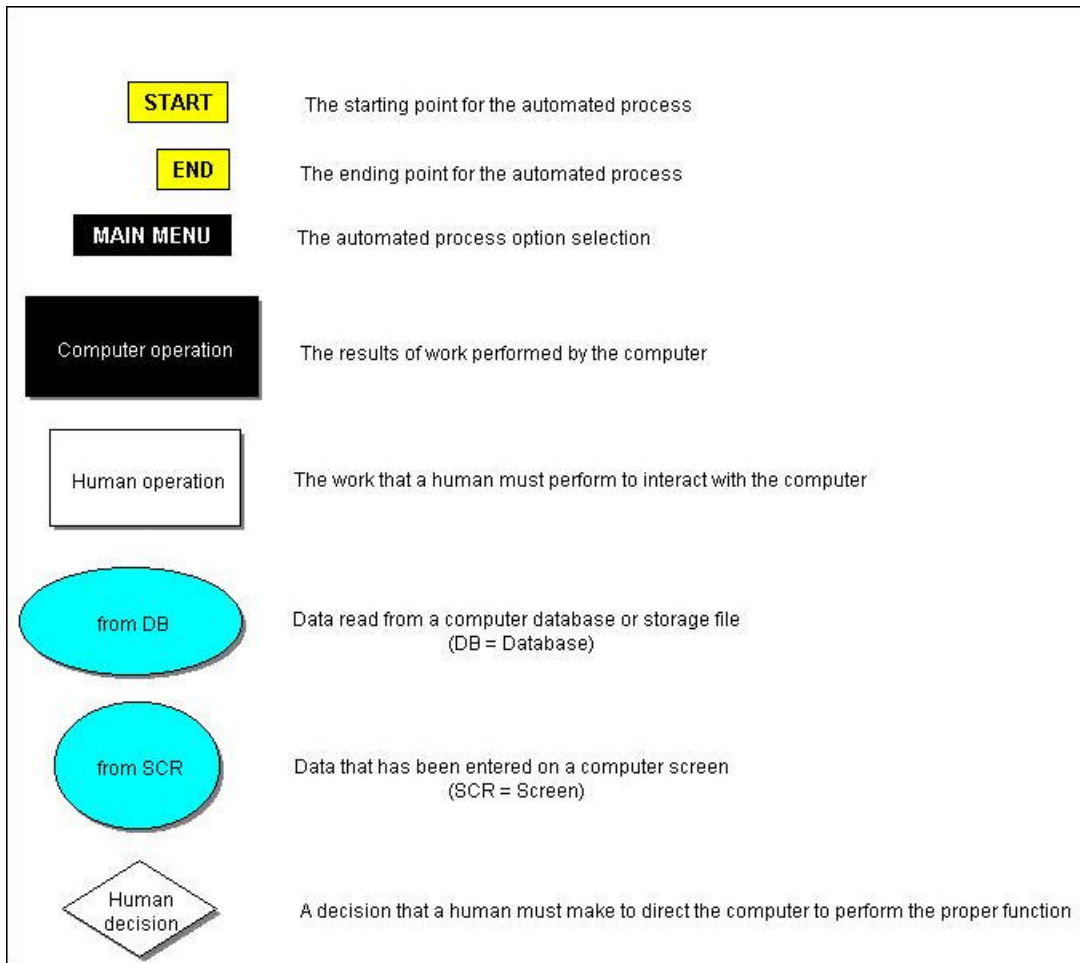 START
The starting point for the automated process
END
The ending point for the automated process
MAIN MENU
The automated process option selection
Computer operation
The results of work performed by the computer
Human operation
The work that a human must perform to interact with the computer
from DB
Data read from a computer database or storage file
(DB = Database)
from SCR
Data that has been entered on a computer screen
(SCR = Screen)
Human
decision
A decision that a human must make to direct the computer to perform the proper function